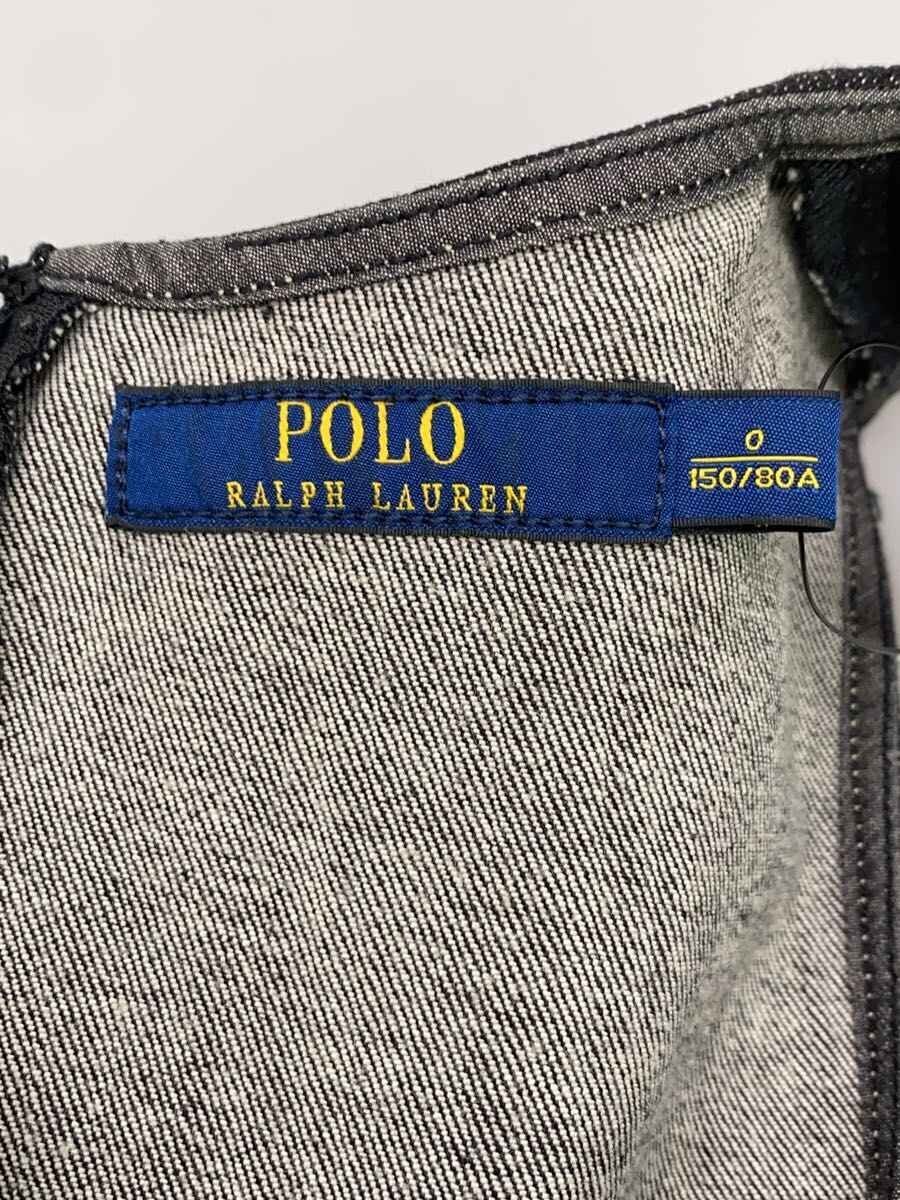 POLO
RALPH LAUREN
0
150/80A